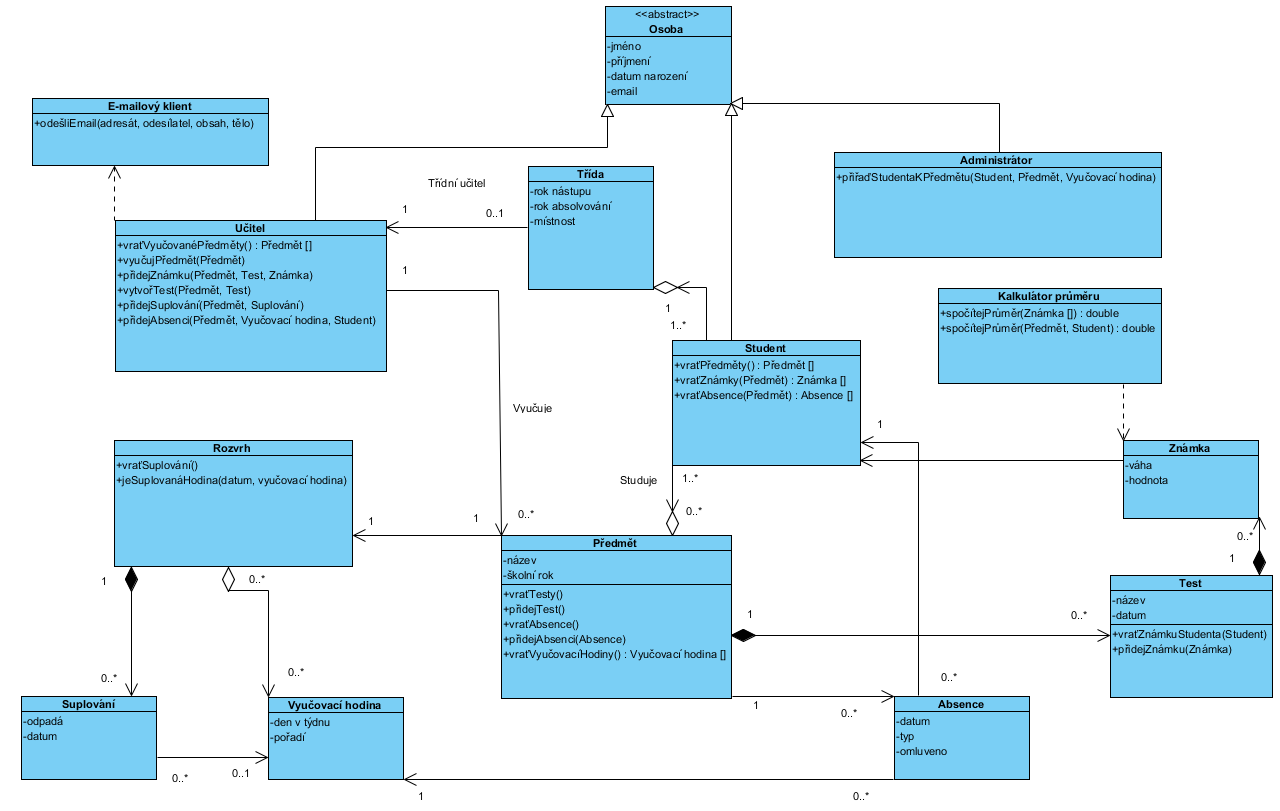 <<abstract>>
Osoba
-jméno
-příjmení
-datum narození
-email
E-mailový klient
+odešliEmail(adresát, odesílatel, obsah, tělo)
Administrátor
+přiřaďStudentaKPředmětu(Student, Předmět, Vyučovací hodina)
Třída
-rok nástupu
-rok absolvování
-místnost
Třídní učitel
1
0..1
Učitel
+vraťVyučovanéPředměty() : Předmět []
+vyučujPředmět(Předmět)
+přidejZnámku(Předmět, Test, Známka)
+vytvořTest(Předmět, Test)
+přidejSuplování(Předmět, Suplování)
+přidejAbsenci(Předmět, Vyučovací hodina, Student)
1
1
1..*
Kalkulátor průměru
+spočítejPrůměr(Známka []) : double
+spočítejPrůměr(Předmět, Student) : double
Student
+vraťPředměty() : Předmět []
+vraťZnámky(Předmět) : Známka []
+vraťAbsence(Předmět) : Absence []
Vyučuje
1
Rozvrh
+vraťSuplování()
+jeSuplovanáHodina(datum, vyučovací hodina)
Známka
-váha
-hodnota
Studuje
1..*
0..*
0..*
1
1
0..*
1
Předmět
-název
-školní rok
+vraťTesty()
+přidejTest()
+vraťAbsence()
+přidejAbsenci(Absence)
+vraťVyučovacíHodiny() : Vyučovací hodina []
Test
-název
-datum
+vraťZnámkuStudenta(Student)
+přidejZnámku(Známka)
1
0..*
1
0..*
0..*
0..*
0..*
1
0..*
Suplování
-odpadá
-datum
Vyučovací hodina
-den v týdnu
-pořadí
Absence
-datum
-typ
-omluveno
0..*
0..1
1
0..*